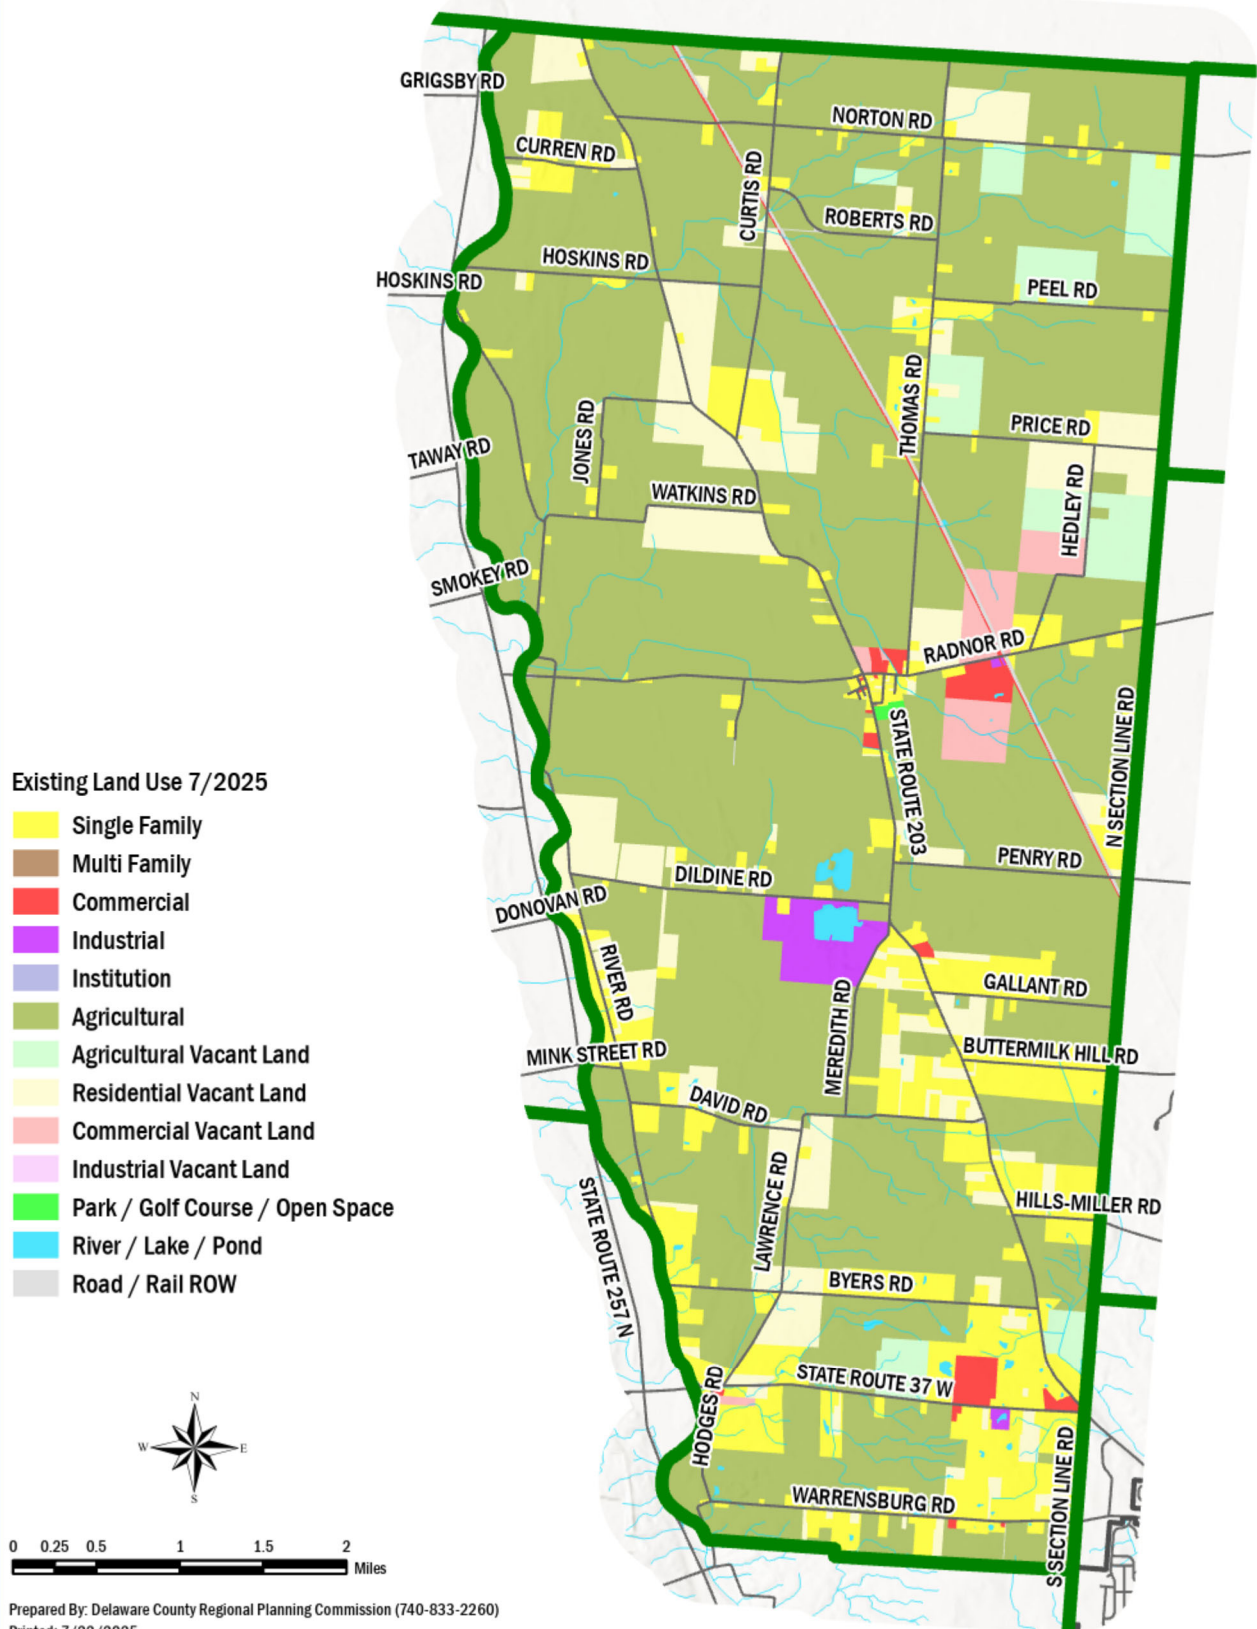 GRIGSBY RD
NORTON RD
CURREN RD
CURTIS RD
ROBERTS RD
HOSKINS RD
HOSKINS RD
PEEL RD
THOMAS RD
JONES RD
PRICE RD
TAWAY RD
HEDLEY RD
WATKINS RD
SMOKEY RD
RADNOR RD
STATE ROUTE 203
N SECTION LINE RD
PENRY RD
DILDINE RD
DONOVAN RD
RIVER RD
GALLANT RD
MEREDITH RD
BUTTERMILK HILL RD
MINK STREET RD
DAVID RD
LAWRENCE RD
HILLS-MILLER RD
STATE ROUTE 257 N
BYERS RD
STATE ROUTE 37 W
HODGES RD
WARRENSBURG RD
S SECTION LINE RD
Existing Land Use 7/2025
Single Family
Multi Family
Commercial
Industrial
Institution
Agricultural
Agricultural Vacant Land
Residential Vacant Land
Commercial Vacant Land
Industrial Vacant Land
Park / Golf Course / Open Space
River / Lake / Pond
Road / Rail ROW
N
W E
S
0 0.25 0.5 1 1.5 2
Miles
Prepared By: Delaware County Regional Planning Commission (740-833-2260)